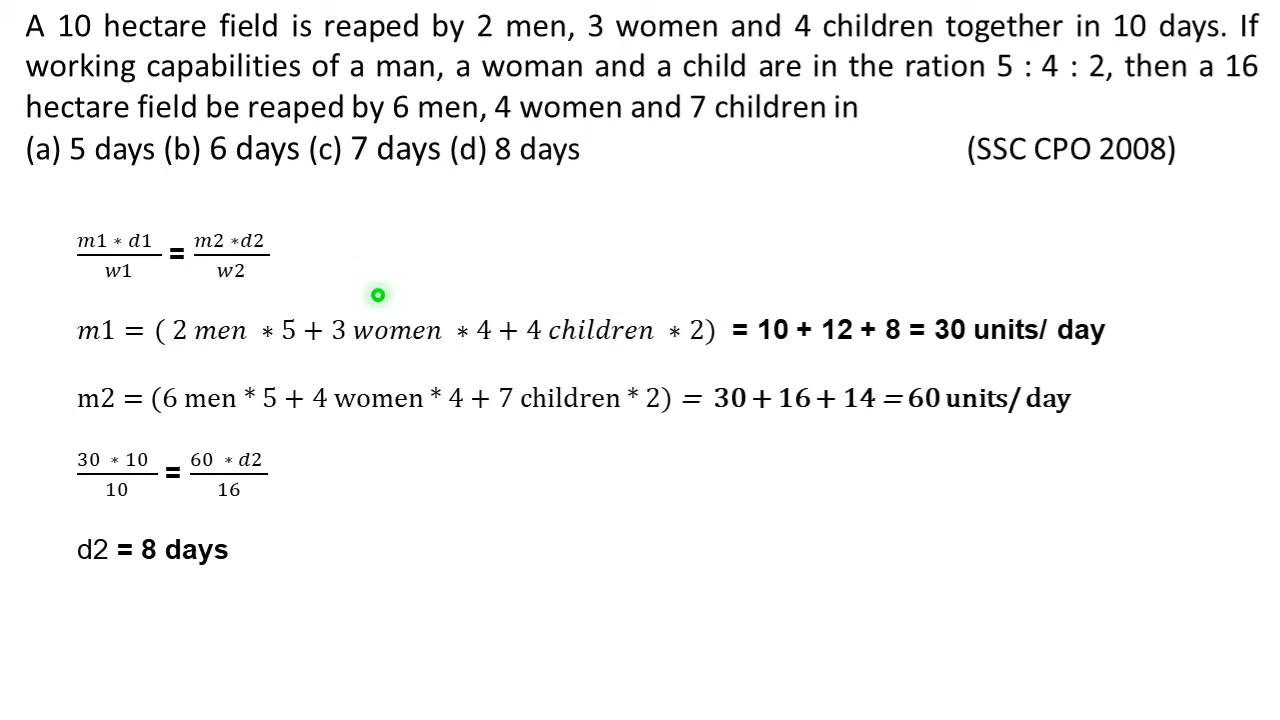 A 10 hectare field is reaped by 2 men, 3 women and 4 children together in 10 days. If
working capabilities of a man, a woman and a child are in the ration 5 : 4 : 2, then a 16
hectare field be reaped by 6 men, 4 women and 7 children in
(a) 5 days (b) 6 days (c) 7 days (d) 8 days (SSC CPO 2008)
m1 * d1 / w1 = m2 *d2 / w2
m1 = ( 2 men * 5 + 3 women * 4 + 4 children * 2) = 10 + 12 + 8 = 30 units/ day
m2 = (6 men * 5 + 4 women * 4 + 7 children * 2) = 30 + 16 + 14 = 60 units/ day
30 * 10 / 10 = 60 * d2 / 16
d2 = 8 days